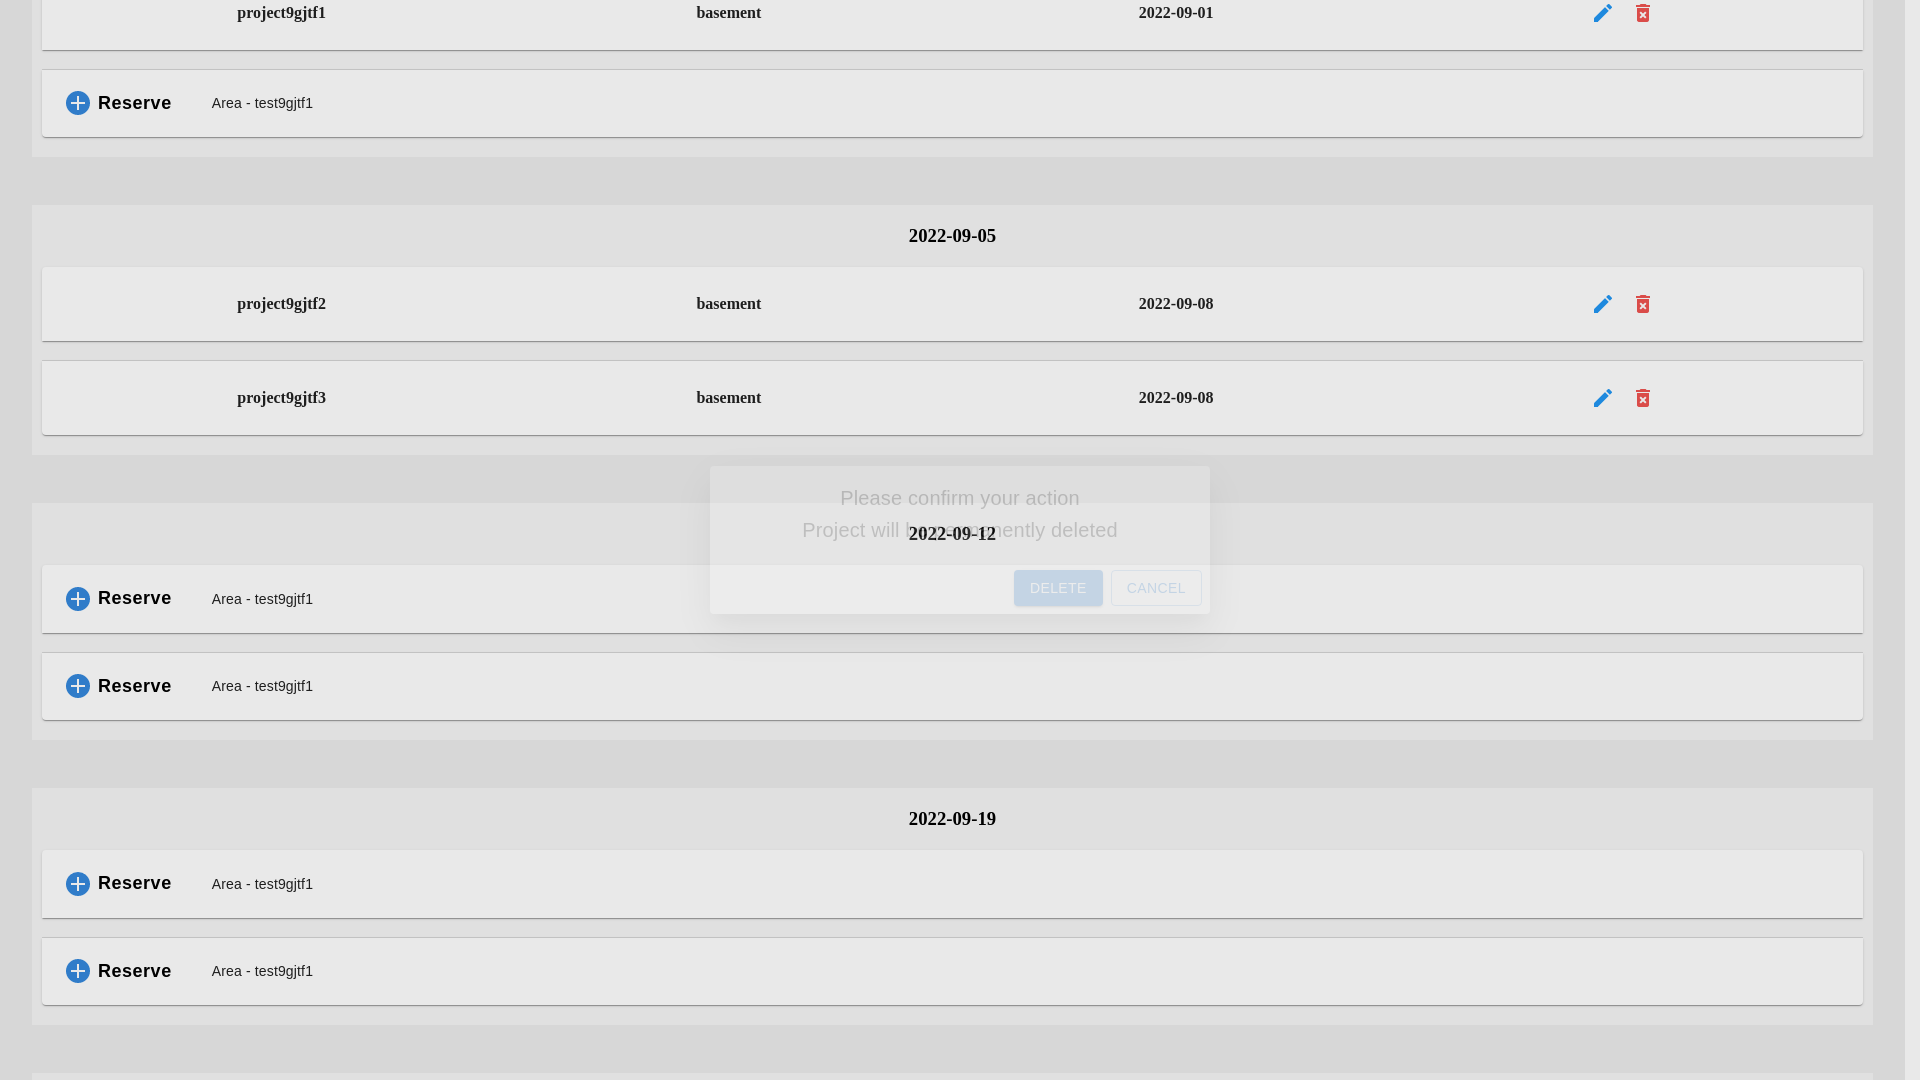 project9gjtf1 basement 2022-09-01
Reserve Area - test9gjtf1
2022-09-05
project9gjtf2 basement 2022-09-08
project9gjtf3 basement 2022-09-08
Please confirm your action
Project will be permanently deleted
2022-09-12
DELETE CANCEL
Reserve Area - test9gjtf1
Reserve Area - test9gjtf1
2022-09-19
Reserve Area - test9gjtf1
Reserve Area - test9gjtf1